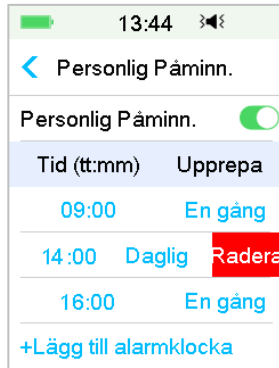 13:44
Personlig Påminn.
Personlig Påminn.
Tid (tt:mm) Upprepa
09:00 En gång
14:00 Daglig Radera
16:00 En gång
+Lägg till alarmklocka